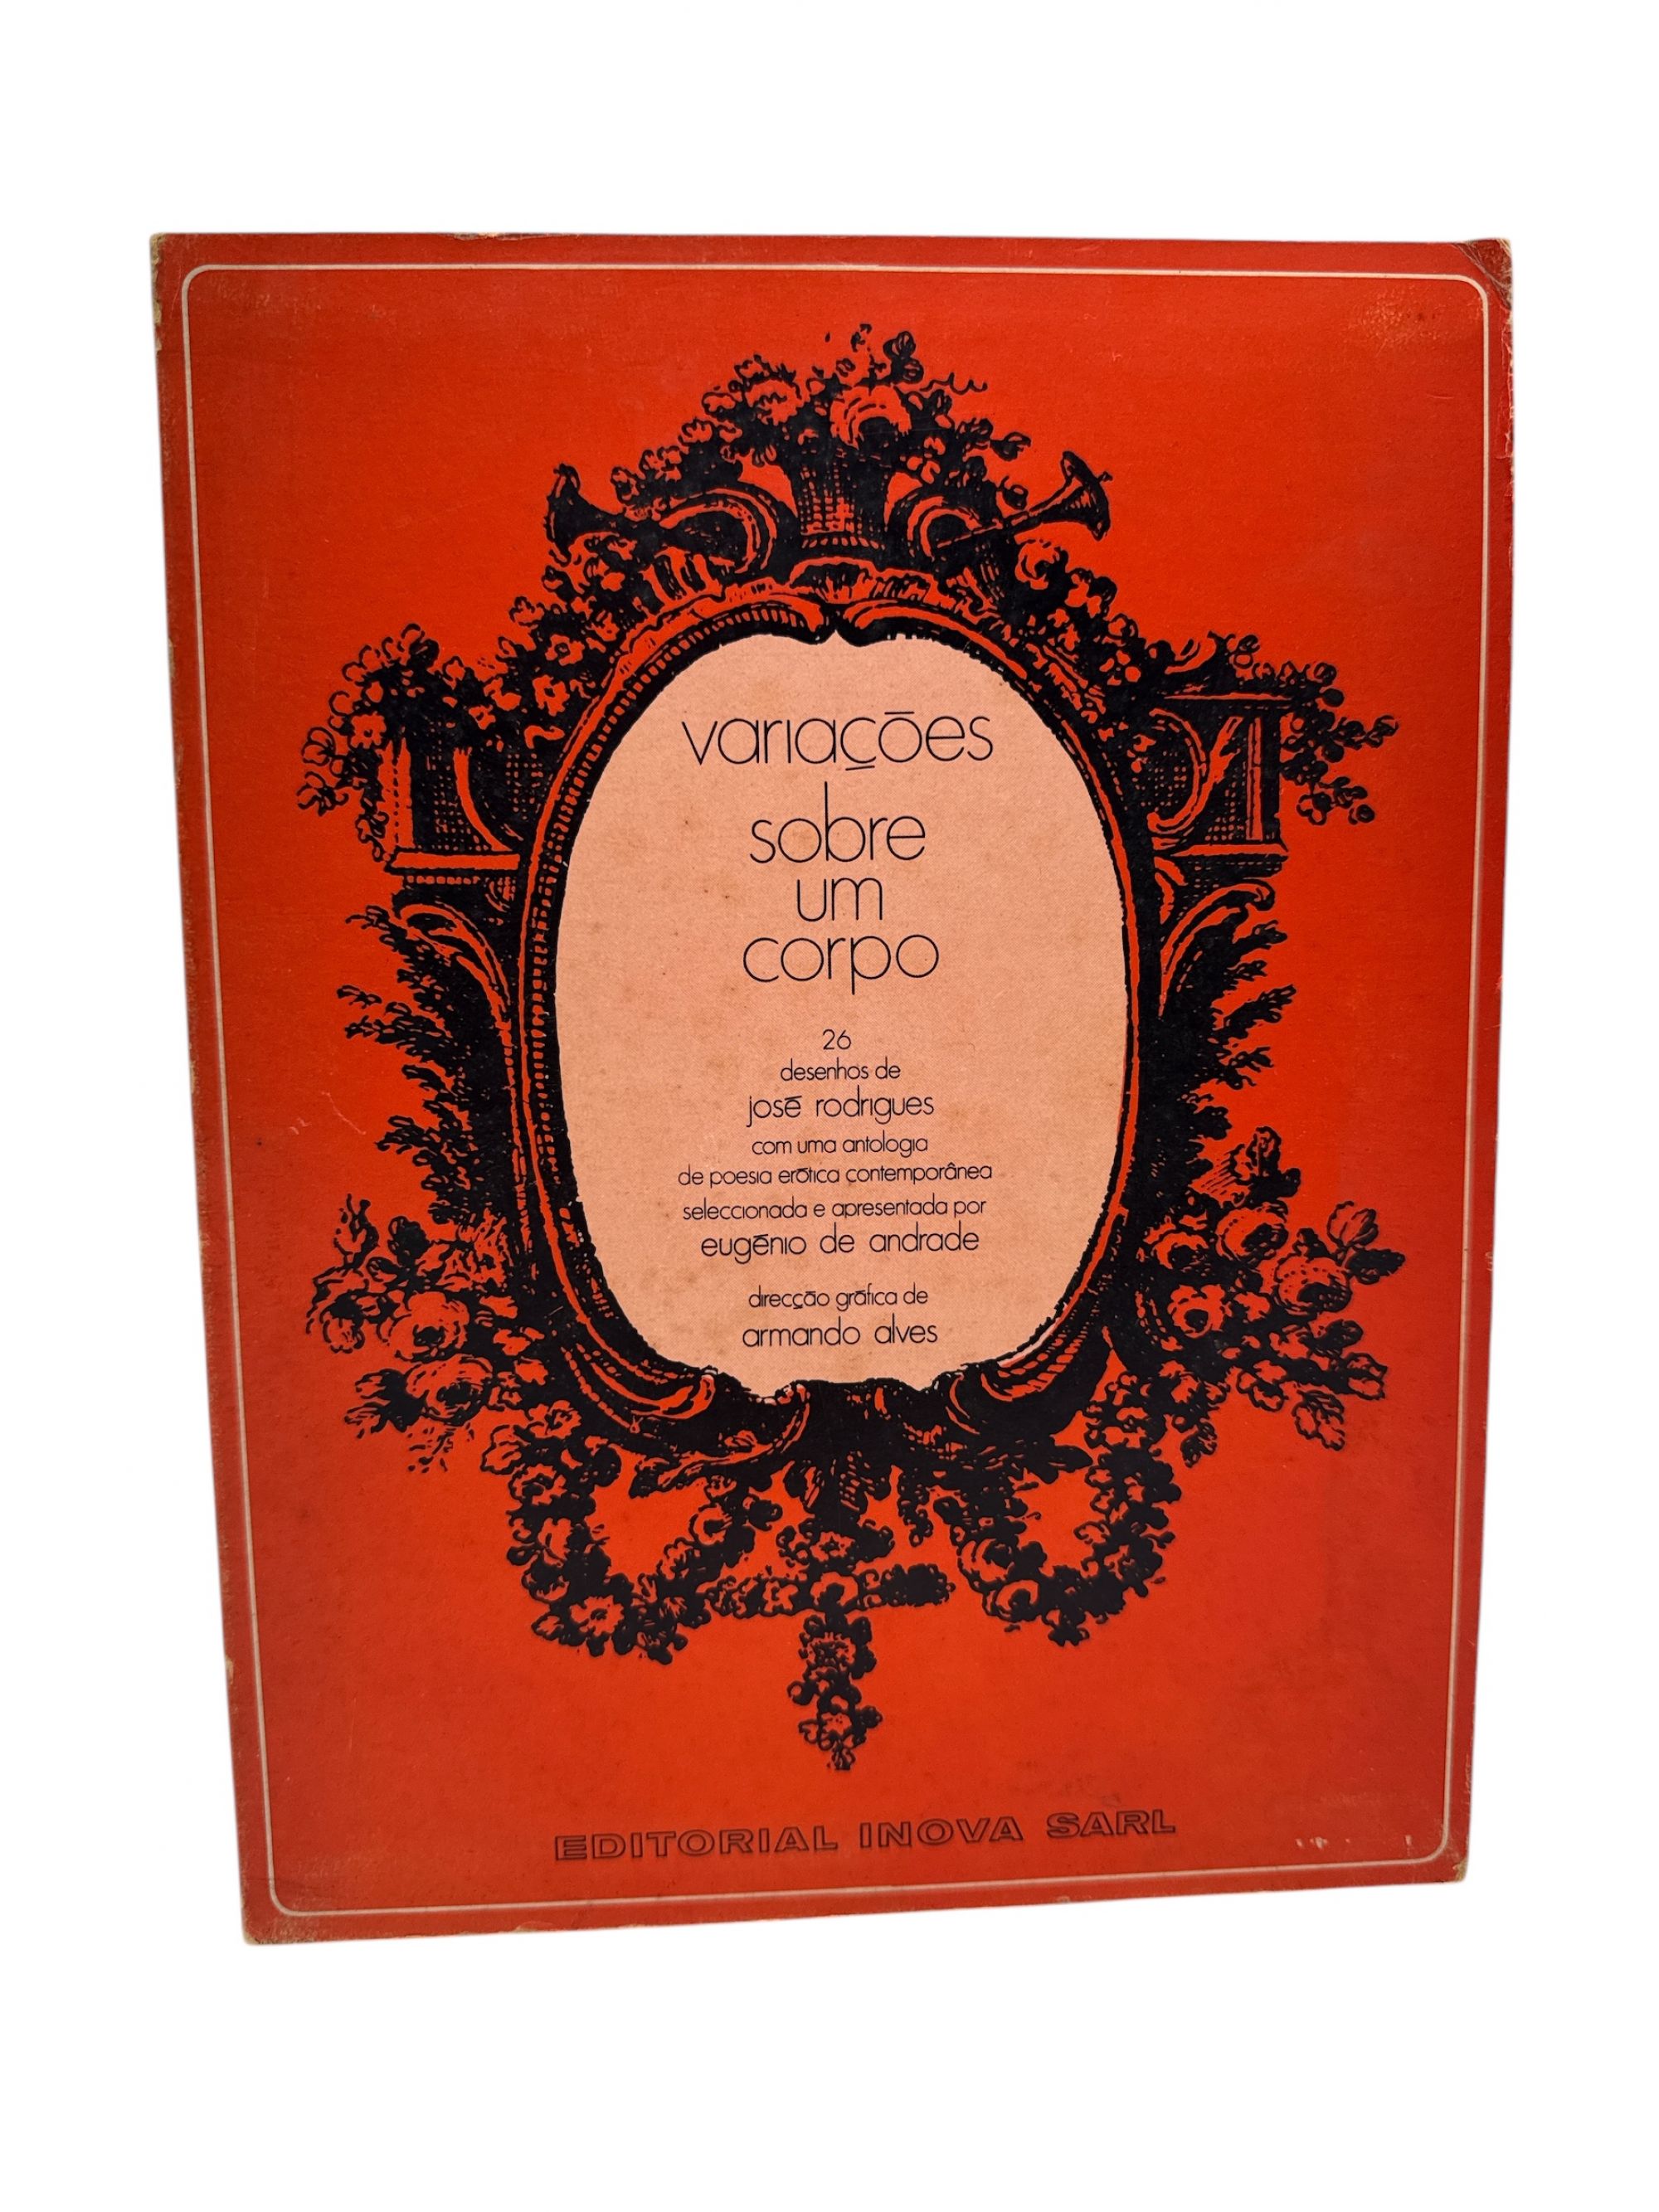 variações
sobre
um
corpo
26
desenhos de
josé rodrigues
com uma antologia
de poesia erótica contemporânea
seleccionada e apresentada por
eugénio de andrade
direcção gráfica de
armando alves
EDITORIAL INOVA SARL